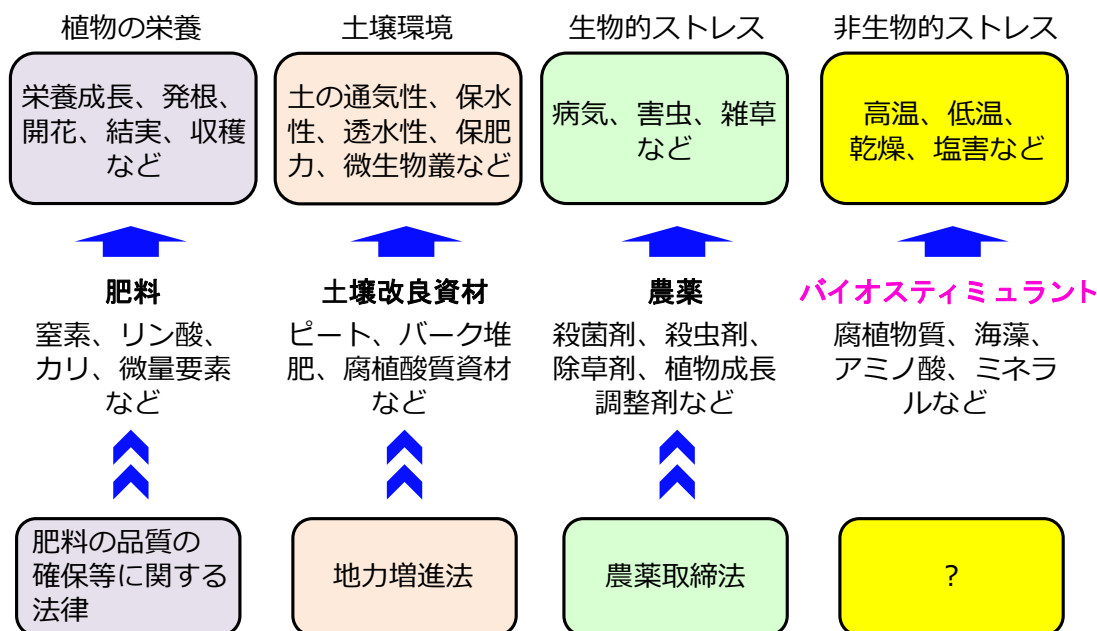 植物の栄養
土壌環境
生物的ストレス
非生物的ストレス
栄養成長、発根、
開花、結実、収穫
など
土の通気性、保水
性、透水性、保肥
力、微生物叢など
病気、害虫、雑草
など
高温、低温、
乾燥、塩害など
肥料
土壌改良資材
農薬
バイオスティミュラント
窒素、リン酸、
カリ、微量要素
など
ピート、バーク堆
肥、腐植酸質資材
など
殺菌剤、殺虫剤、
除草剤、植物成長
調整剤など
腐植物質、海藻、
アミノ酸、ミネラ
ルなど
肥料の品質の
確保等に関する
法律
地力増進法
農薬取締法
?